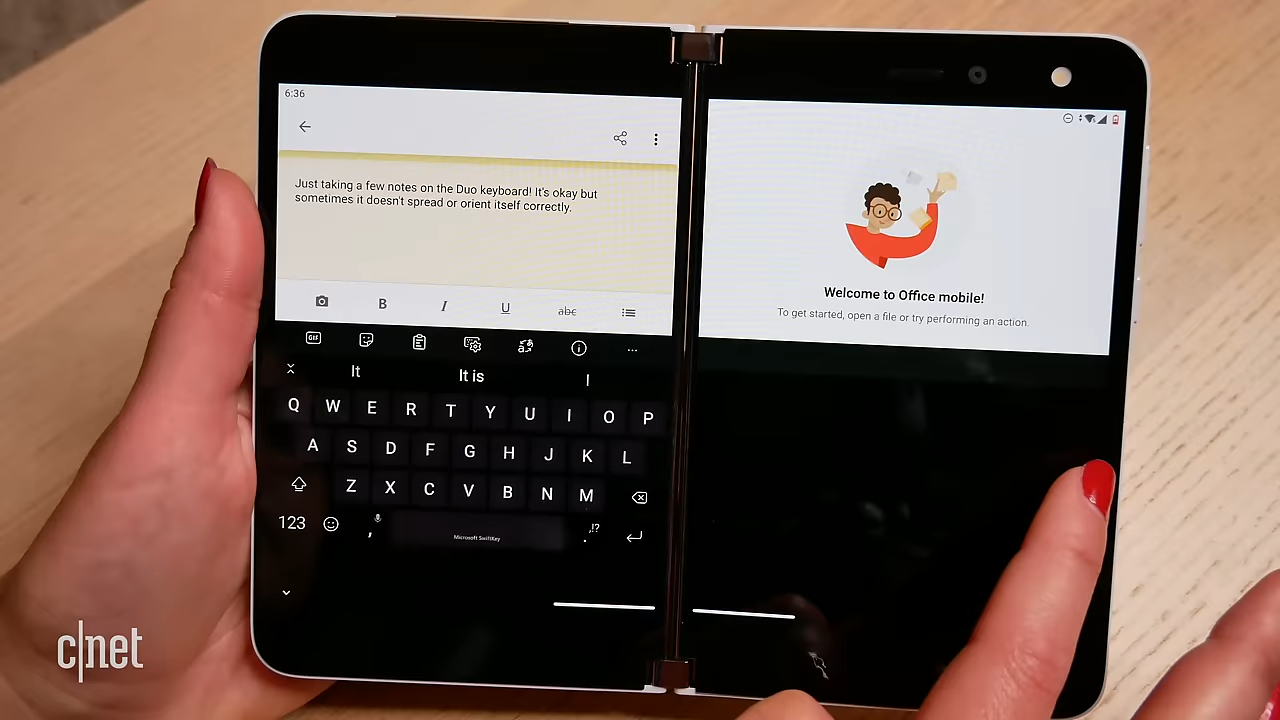 6:36
Just taking a few notes on the Duo keyboard! It's okay but
sometimes it doesn't spread or orient itself correctly.
B I U abc
GIF
It It is I
Q W E R T Y U I O P
A S D F G H J K L
Z X C V B N M
123 , Microsoft SwiftKey .,!?
Welcome to Office mobile!
To get started, open a file or try performing an action.
c|net